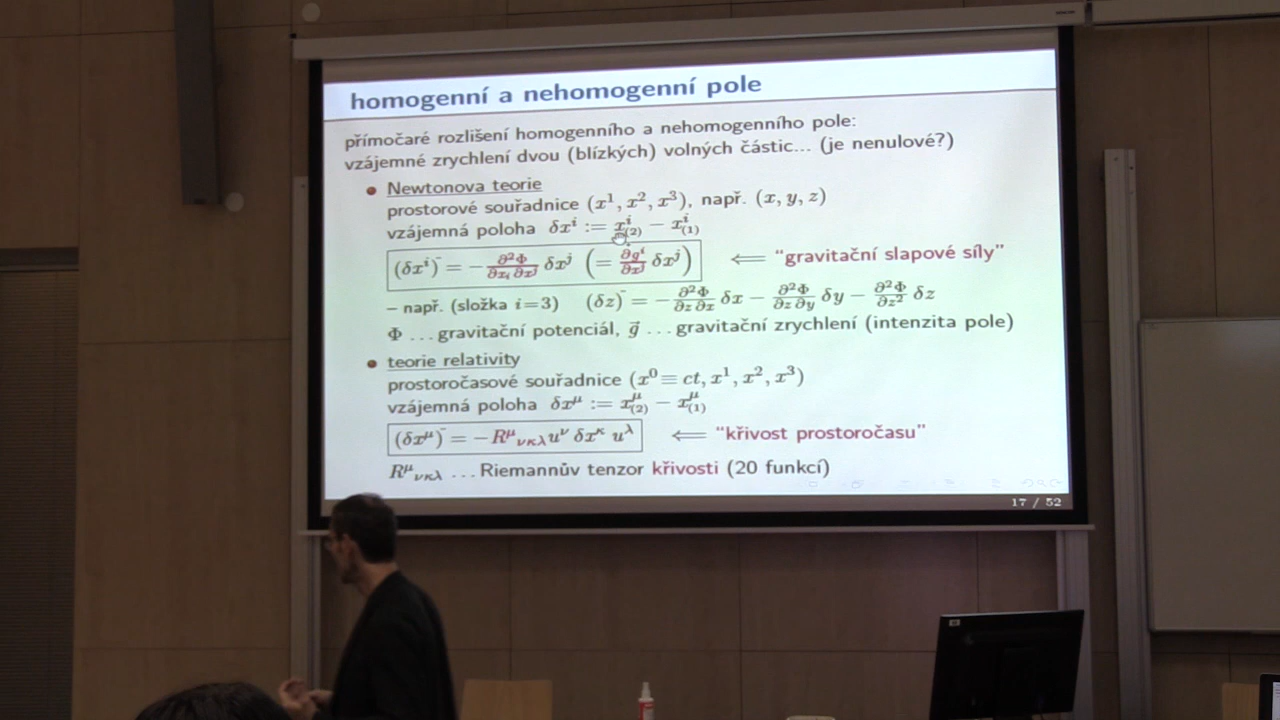 homogenní a nehomogenní pole
přímočaré rozlišení homogenního a nehomogenního pole:
vzájemné zrychlení dvou (blízkých) volných částic... (je nenulové?)
• Newtonova teorie
prostorové souřadnice (x¹, x², x³), např. (x, y, z)
vzájemná poloha δxⁱ := xⁱ₍₂₎ − xⁱ₍₁₎
(δxⁱ)¨ = − ∂²Φ/∂xᵢ ∂xʲ δxʲ (= ∂gⁱ/∂xʲ δxʲ) ⟸ "gravitační slapové síly"
– např. (složka i=3) (δz)¨ = − ∂²Φ/∂z ∂x δx − ∂²Φ/∂z ∂y δy − ∂²Φ/∂z² δz
Φ ... gravitační potenciál, g⃗ ... gravitační zrychlení (intenzita pole)
• teorie relativity
prostoročasové souřadnice (x⁰ ≡ ct, x¹, x², x³)
vzájemná poloha δx^μ := x^μ₍₂₎ − x^μ₍₁₎
(δx^μ)¨ = − R^μ_νκλ u^ν δx^κ u^λ ⟸ "křivost prostoročasu"
R^μ_νκλ ... Riemannův tenzor křivosti (20 funkcí)
17 / 52